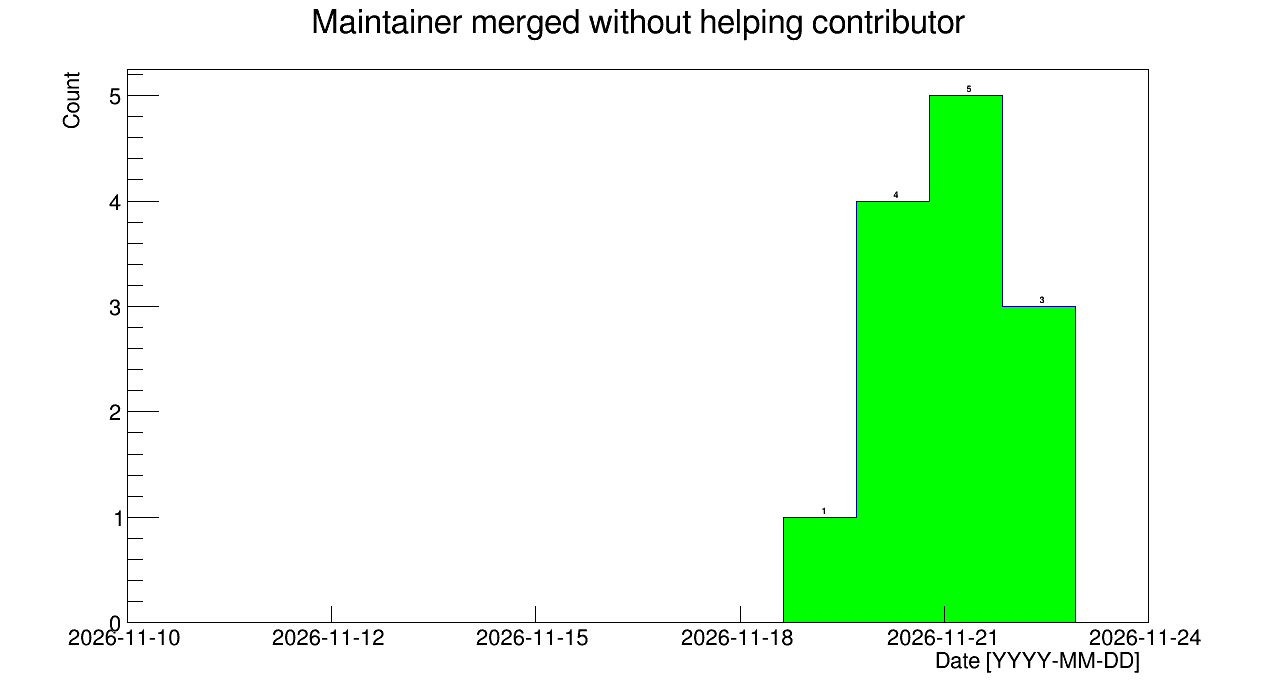 Maintainer merged without helping contributor
Count
5
4
3
2
1
0
5
4
3
1
2026-11-10 2026-11-12 2026-11-15 2026-11-18 2026-11-21 2026-11-24
Date [YYYY-MM-DD]